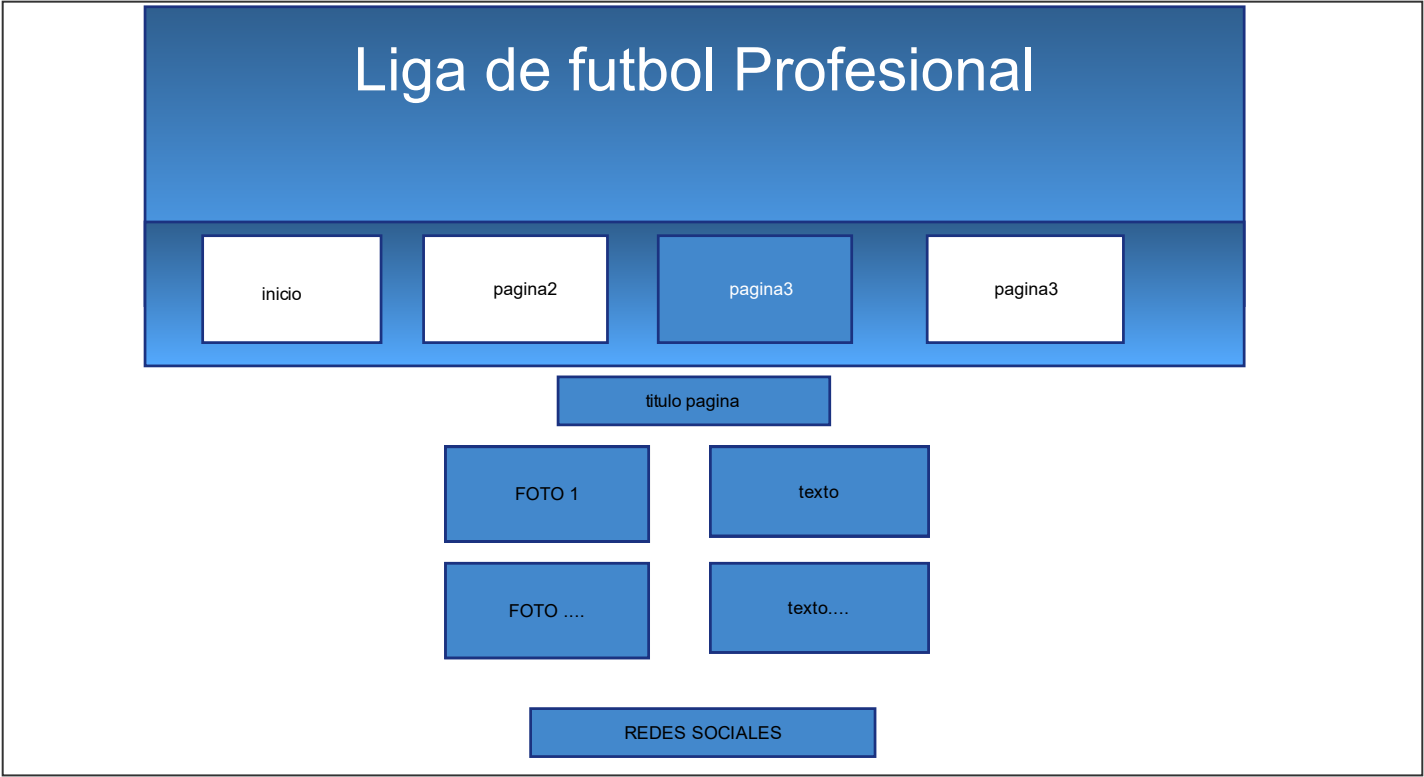 Liga de futbol Profesional
inicio
pagina2
pagina3
pagina3
titulo pagina
FOTO 1
texto
FOTO ....
texto....
REDES SOCIALES